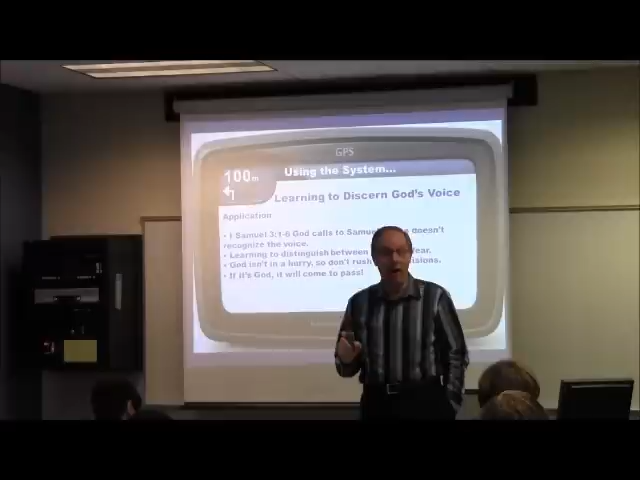 GPS
100m
Using the System...
Learning to Discern God's Voice
Application
• I Samuel 3:1-6 God calls to Samuel doesn't
recognize the voice.
• Learning to distinguish between
• God isn't in a hurry, so don't rush
• If it's God, it will come to pass!